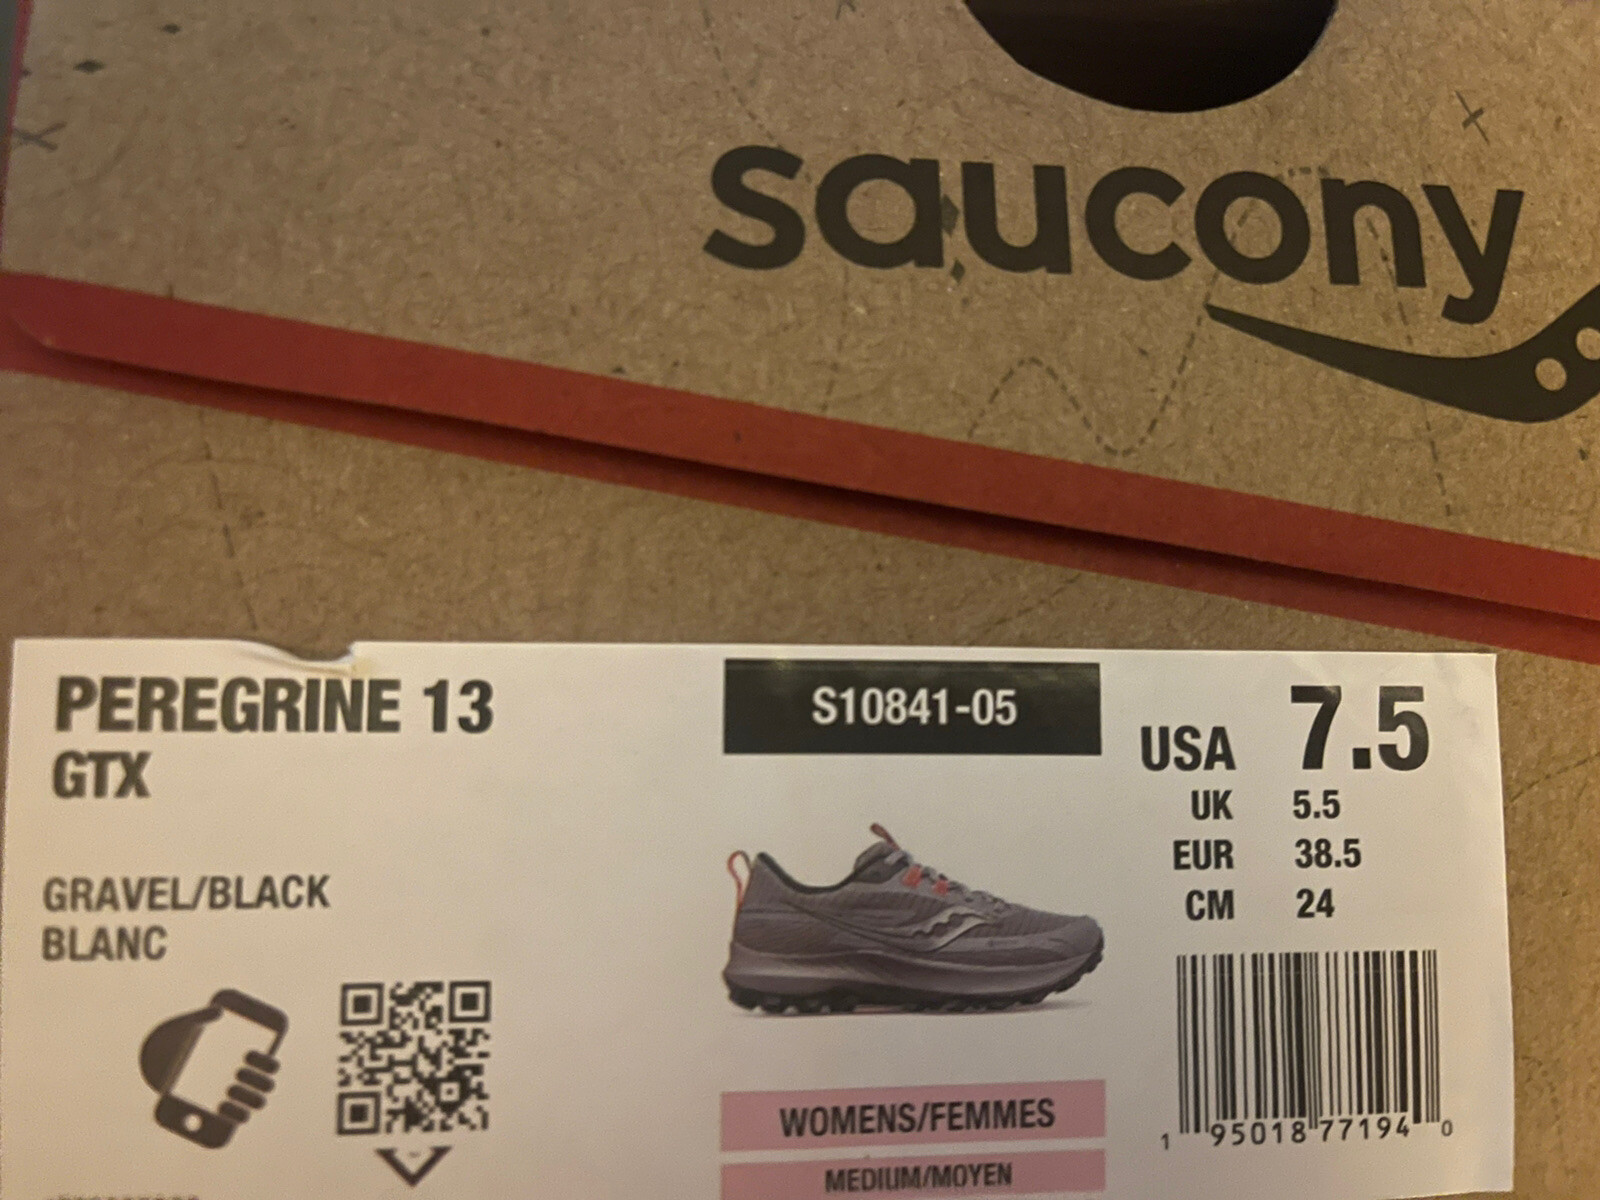 saucony
PEREGRINE 13
GTX
S10841-05
USA 7.5
UK 5.5
EUR 38.5
CM 24
GRAVEL/BLACK
BLANC
WOMENS/FEMMES
MEDIUM/MOYEN
1 95018 77194 0